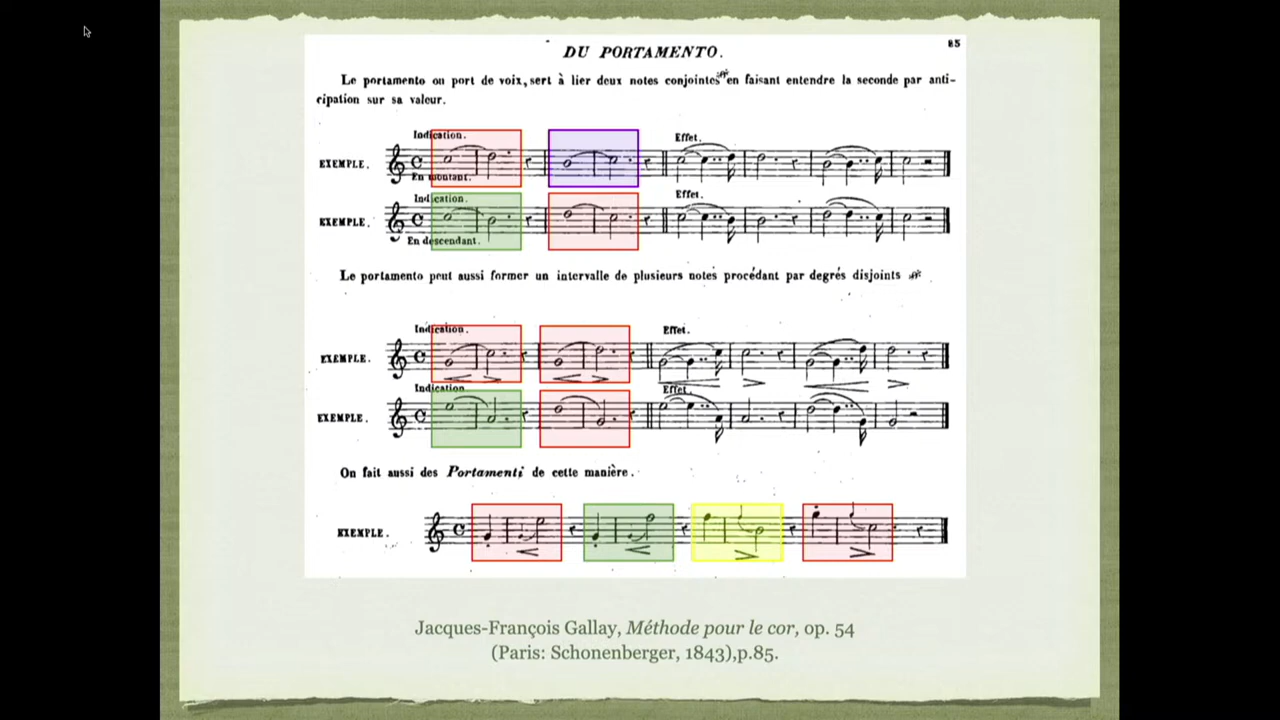 85
DU PORTAMENTO.
Le portamento ou port de voix, sert à lier deux notes conjointes en faisant entendre la seconde par anti-
cipation sur sa valeur.
Indication. Effet.
EXEMPLE.
En montant.
Indication. Effet.
EXEMPLE.
En descendant.
Le portamento peut aussi former un intervalle de plusieurs notes procédant par degrés disjoints
Indication. Effet.
EXEMPLE.
Indication Effet.
EXEMPLE.
On fait aussi des Portamenti de cette manière.
EXEMPLE.
Jacques-François Gallay, Méthode pour le cor, op. 54
(Paris: Schonenberger, 1843),p.85.